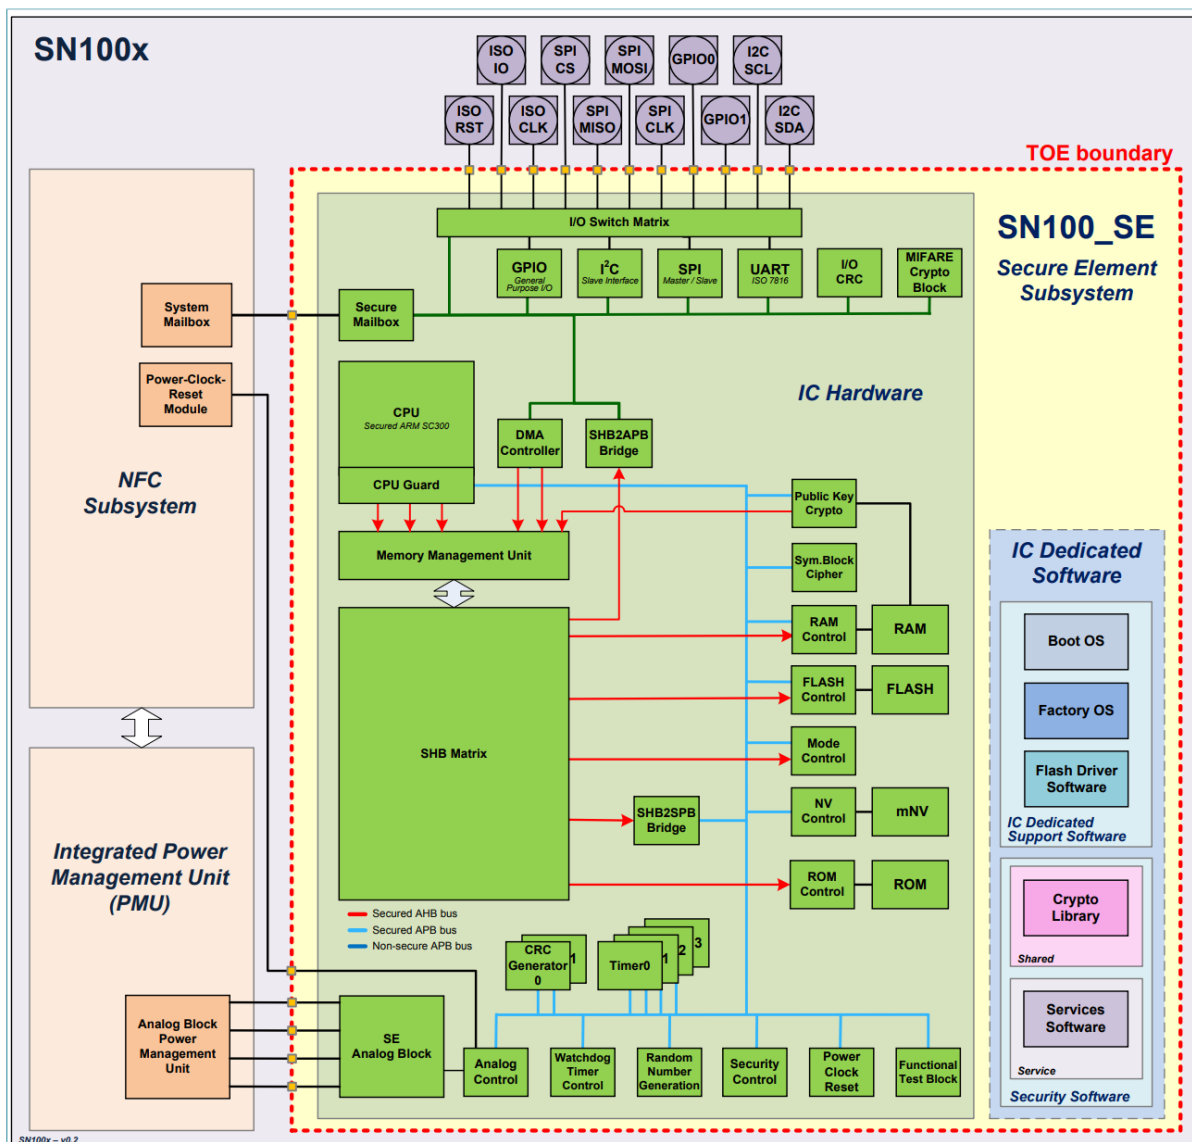 SN100x
ISO
IO
SPI
CS
SPI
MOSI
GPIO0
I2C
SCL
ISO
RST
ISO
CLK
SPI
MISO
SPI
CLK
GPIO1
I2C
SDA
TOE boundary
I/O Switch Matrix
SN100_SE
Secure Element
Subsystem
GPIO
General
Purpose I/O
I²C
Slave Interface
SPI
Master / Slave
UART
ISO 7816
I/O
CRC
MIFARE
Crypto
Block
System
Mailbox
Secure
Mailbox
Power-Clock-
Reset
Module
NFC
Subsystem
IC Hardware
CPU
Secured ARM SC300
CPU Guard
DMA
Controller
SHB2APB
Bridge
Memory Management Unit
Public Key
Crypto
Sym.Block
Cipher
RAM
Control
RAM
FLASH
Control
FLASH
SHB Matrix
Mode
Control
SHB2SPB
Bridge
NV
Control
mNV
ROM
Control
ROM
IC Dedicated
Software
Boot OS
Factory OS
Flash Driver
Software
IC Dedicated
Support Software
Crypto
Library
Shared
Services
Software
Service
Security Software
Integrated Power
Management Unit
(PMU)
Secured AHB bus
Secured APB bus
Non-secure APB bus
CRC
Generator
0
1
Timer0
1
2
3
Analog Block
Power
Management
Unit
SE
Analog Block
Analog
Control
Watchdog
Timer
Control
Random
Number
Generation
Security
Control
Power
Clock
Reset
Functional
Test Block
SN100x – v0.2